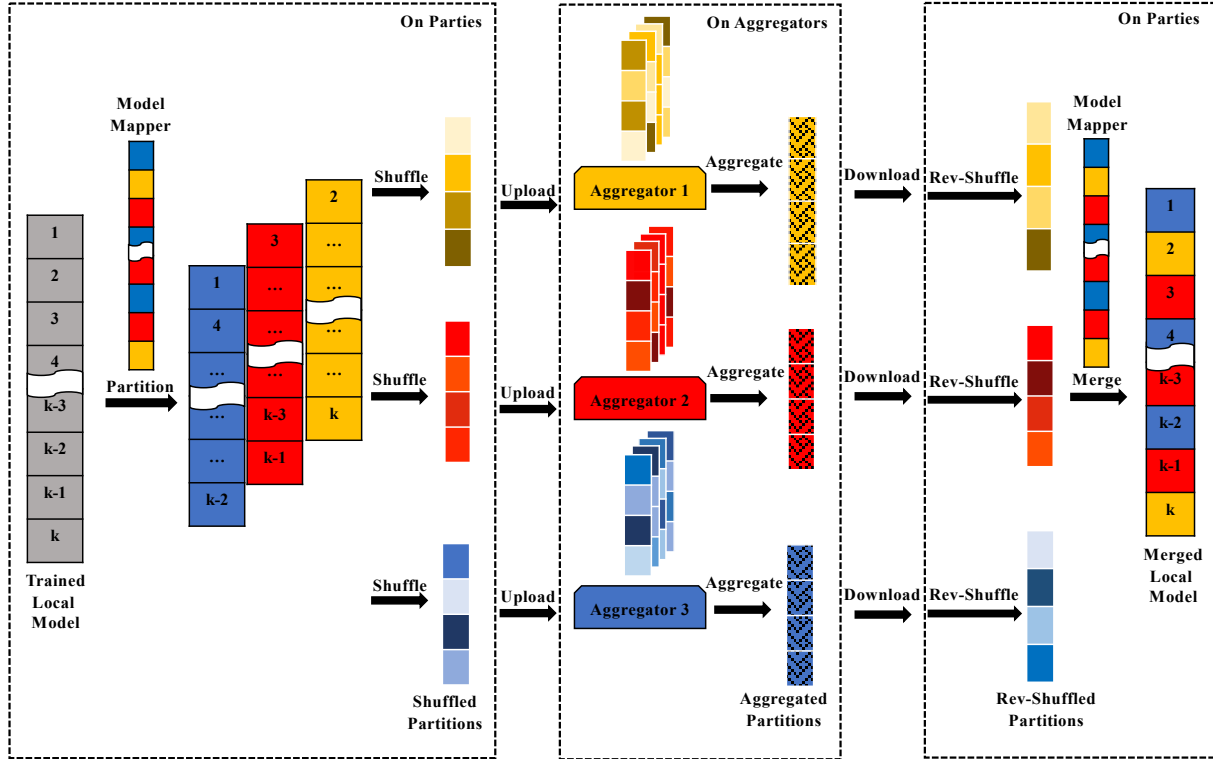 On Parties
Model
Mapper
1
2
3
4
k-3
k-2
k-1
k
Trained
Local
Model
Partition
1
4
...
...
...
k-2
3
...
...
...
k-3
k-1
2
...
...
...
...
k
Shuffle
Shuffle
Shuffle
Shuffled
Partitions
Upload
Upload
Upload
On Aggregators
Aggregator 1
Aggregator 2
Aggregator 3
Aggregate
Aggregate
Aggregate
Aggregated
Partitions
Download
Download
Download
On Parties
Rev-Shuffle
Rev-Shuffle
Rev-Shuffle
Rev-Shuffled
Partitions
Model
Mapper
Merge
1
2
3
4
k-3
k-2
k-1
k
Merged
Local
Model